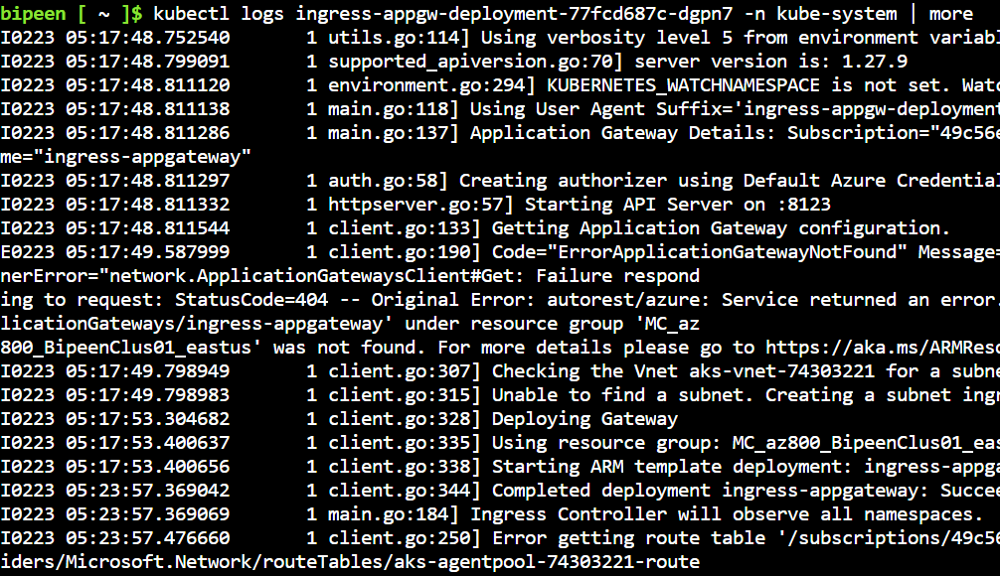 bipeen [ ~ ]$ kubectl logs ingress-appgw-deployment-77fcd687c-dgpn7 -n kube-system | more
I0223 05:17:48.752540       1 utils.go:114] Using verbosity level 5 from environment variabl
I0223 05:17:48.799091       1 supported_apiversion.go:70] server version is: 1.27.9
I0223 05:17:48.811120       1 environment.go:294] KUBERNETES_WATCHNAMESPACE is not set. Watc
I0223 05:17:48.811138       1 main.go:118] Using User Agent Suffix='ingress-appgw-deployment
I0223 05:17:48.811286       1 main.go:137] Application Gateway Details: Subscription="49c56e
me="ingress-appgateway"
I0223 05:17:48.811297       1 auth.go:58] Creating authorizer using Default Azure Credential
I0223 05:17:48.811332       1 httpserver.go:57] Starting API Server on :8123
I0223 05:17:48.811544       1 client.go:133] Getting Application Gateway configuration.
E0223 05:17:49.587999       1 client.go:190] Code="ErrorApplicationGatewayNotFound" Message=
nerError="network.ApplicationGatewaysClient#Get: Failure respond
ing to request: StatusCode=404 -- Original Error: autorest/azure: Service returned an error.
licationGateways/ingress-appgateway' under resource group 'MC_az
800_BipeenClus01_eastus' was not found. For more details please go to https://aka.ms/ARMReso
I0223 05:17:49.798949       1 client.go:307] Checking the Vnet aks-vnet-74303221 for a subne
I0223 05:17:49.798983       1 client.go:315] Unable to find a subnet. Creating a subnet ingr
I0223 05:17:53.304682       1 client.go:328] Deploying Gateway
I0223 05:17:53.400637       1 client.go:335] Using resource group: MC_az800_BipeenClus01_eas
I0223 05:17:53.400656       1 client.go:338] Starting ARM template deployment: ingress-appga
I0223 05:23:57.369042       1 client.go:344] Completed deployment ingress-appgateway: Succee
I0223 05:23:57.369069       1 main.go:184] Ingress Controller will observe all namespaces.
I0223 05:23:57.476660       1 client.go:250] Error getting route table '/subscriptions/49c56
iders/Microsoft.Network/routeTables/aks-agentpool-74303221-route